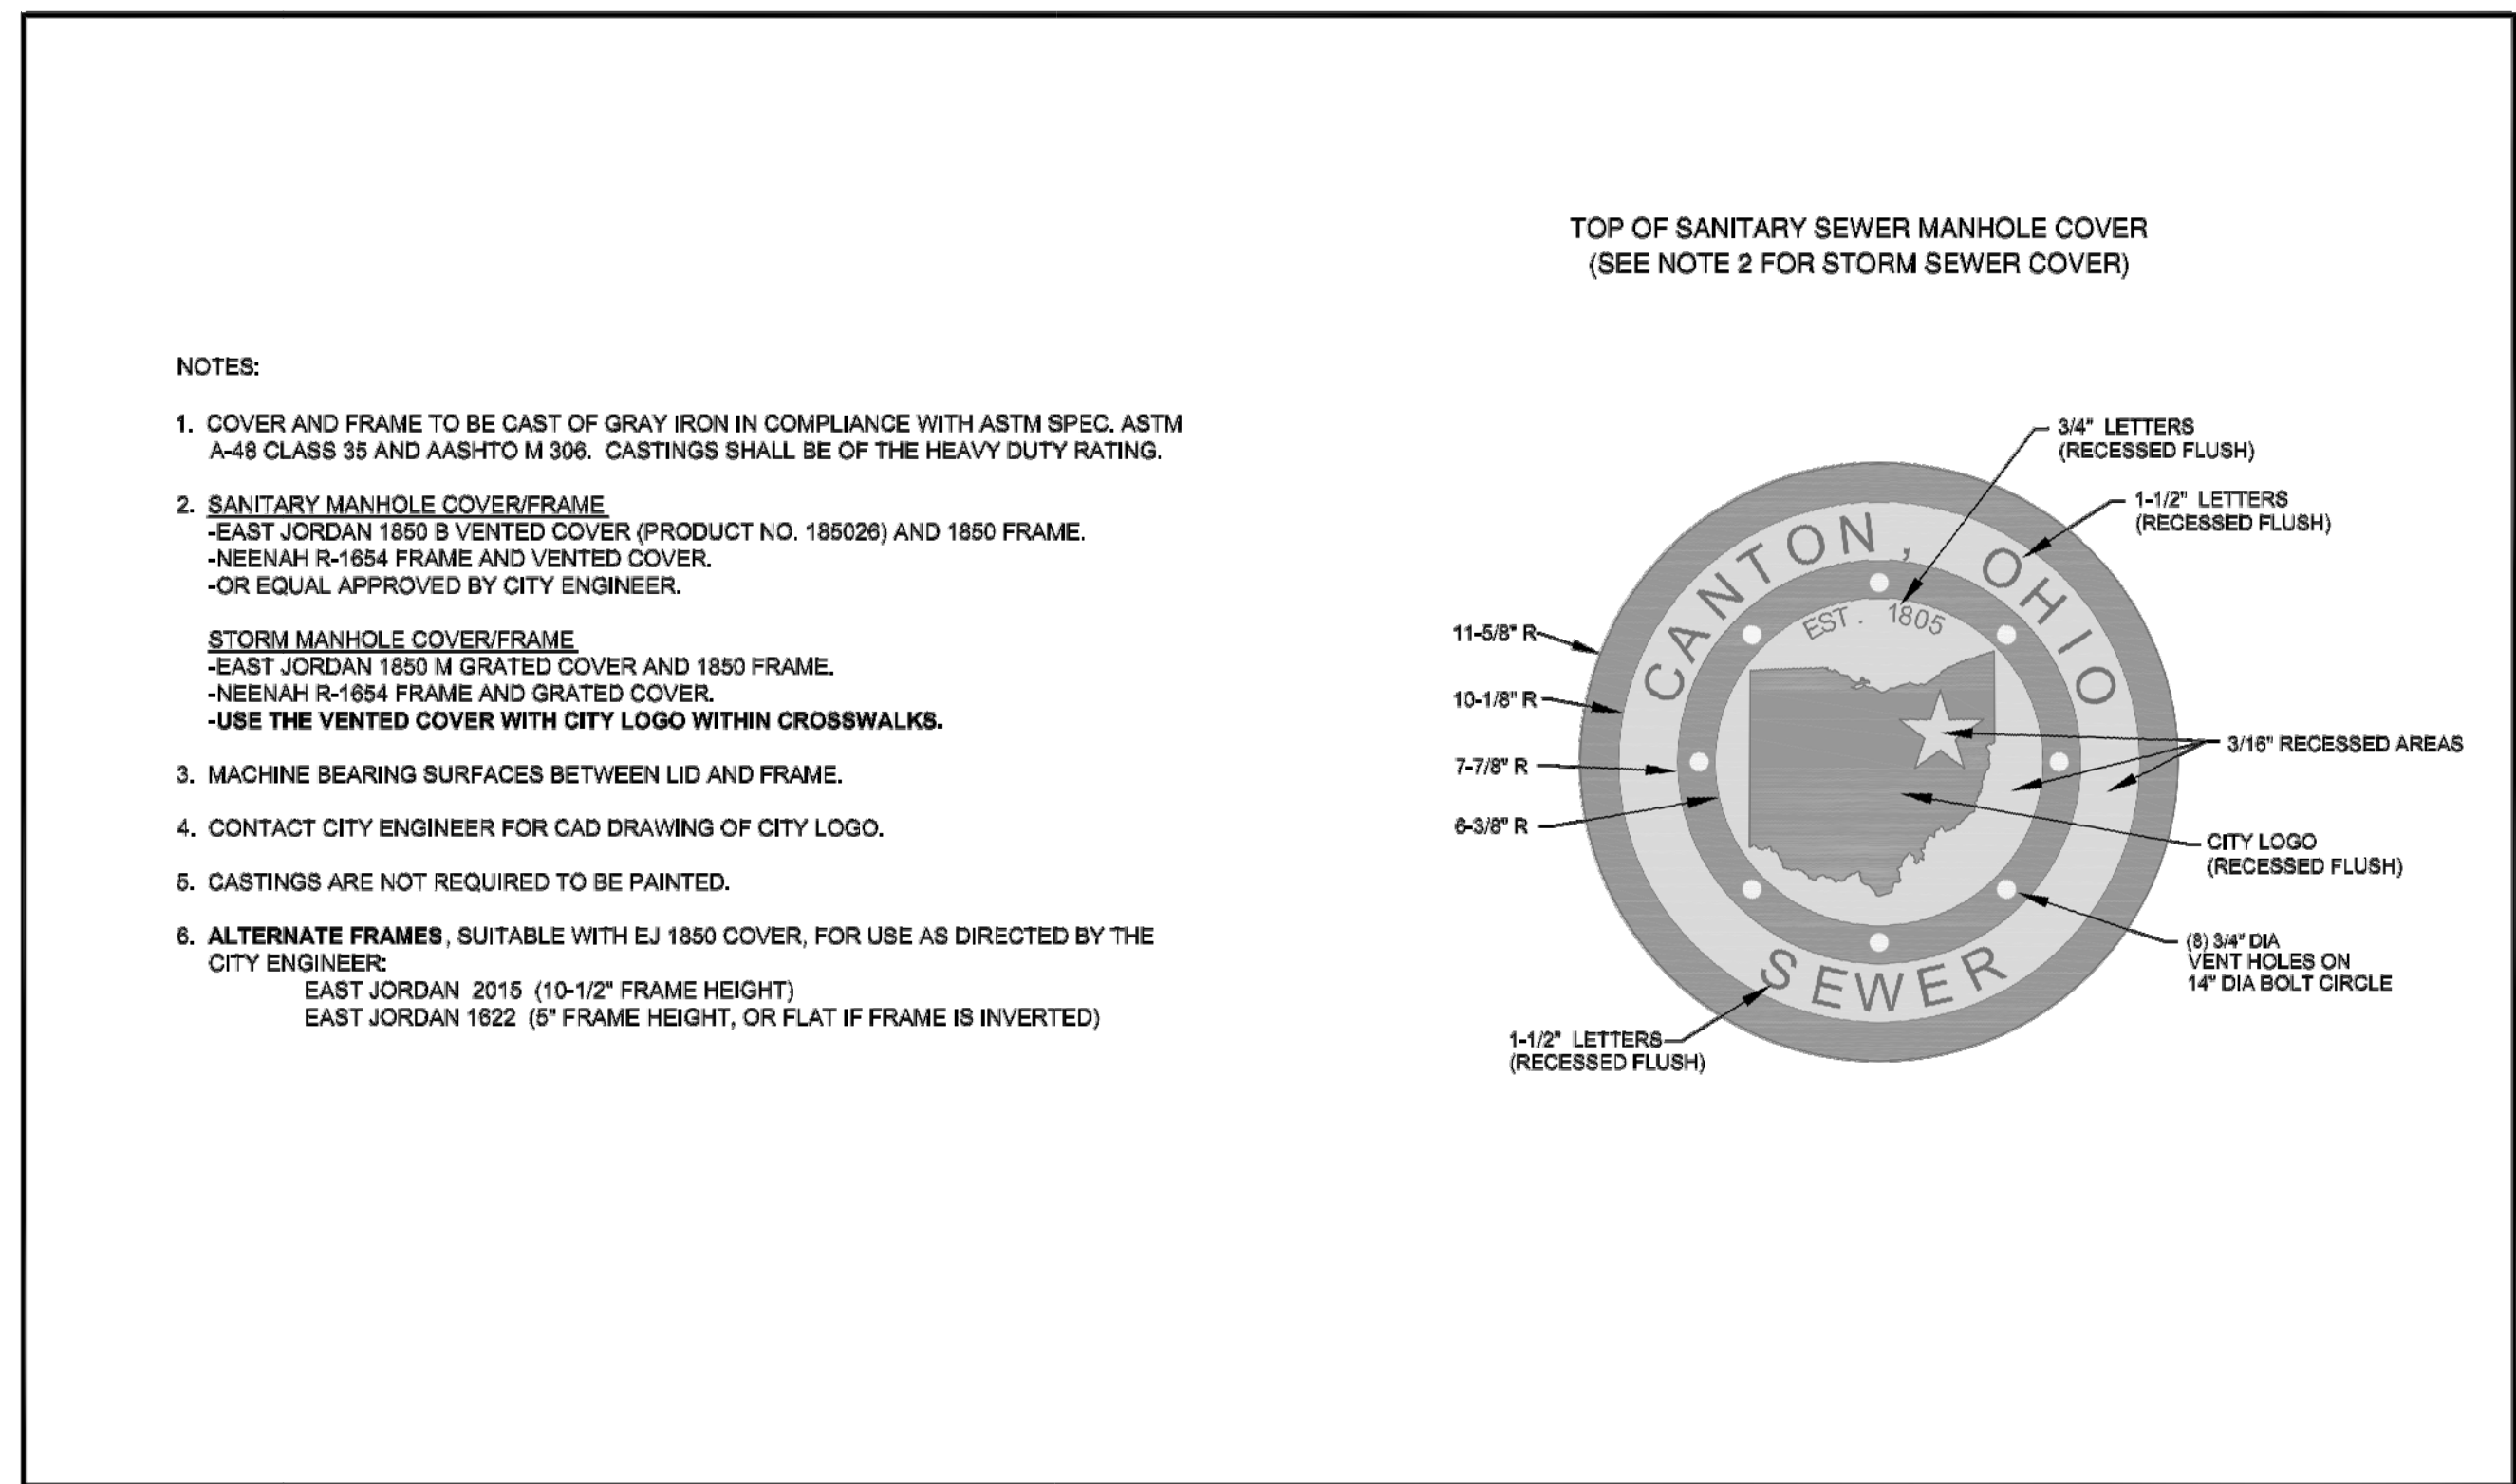 TOP OF SANITARY SEWER MANHOLE COVER
(SEE NOTE 2 FOR STORM SEWER COVER)
NOTES:
1. COVER AND FRAME TO BE CAST OF GRAY IRON IN COMPLIANCE WITH ASTM SPEC. ASTM
A-48 CLASS 35 AND AASHTO M 306. CASTINGS SHALL BE OF THE HEAVY DUTY RATING.
2. SANITARY MANHOLE COVER/FRAME
-EAST JORDAN 1850 B VENTED COVER (PRODUCT NO. 185026) AND 1850 FRAME.
-NEENAH R-1654 FRAME AND VENTED COVER.
-OR EQUAL APPROVED BY CITY ENGINEER.
STORM MANHOLE COVER/FRAME
-EAST JORDAN 1850 M GRATED COVER AND 1850 FRAME.
-NEENAH R-1654 FRAME AND GRATED COVER.
-USE THE VENTED COVER WITH CITY LOGO WITHIN CROSSWALKS.
3. MACHINE BEARING SURFACES BETWEEN LID AND FRAME.
4. CONTACT CITY ENGINEER FOR CAD DRAWING OF CITY LOGO.
5. CASTINGS ARE NOT REQUIRED TO BE PAINTED.
6. ALTERNATE FRAMES, SUITABLE WITH EJ 1850 COVER, FOR USE AS DIRECTED BY THE
CITY ENGINEER:
EAST JORDAN 2015 (10-1/2" FRAME HEIGHT)
EAST JORDAN 1622 (5" FRAME HEIGHT, OR FLAT IF FRAME IS INVERTED)
3/4" LETTERS
(RECESSED FLUSH)
1-1/2" LETTERS
(RECESSED FLUSH)
CANTON, OHIO
EST. 1805
SEWER
11-5/8" R
10-1/8" R
7-7/8" R
6-3/8" R
3/16" RECESSED AREAS
CITY LOGO
(RECESSED FLUSH)
(8) 3/4" DIA
VENT HOLES ON
14" DIA BOLT CIRCLE
1-1/2" LETTERS
(RECESSED FLUSH)